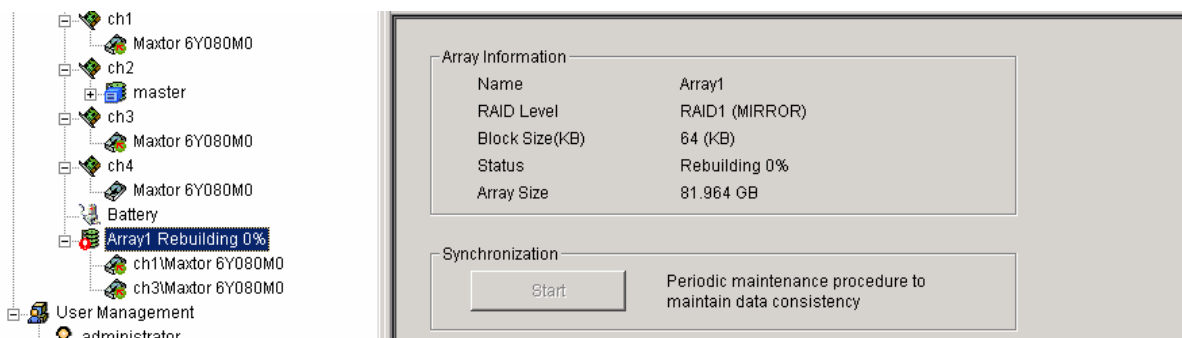 ch1
Maxtor 6Y080M0
ch2
master
ch3
Maxtor 6Y080M0
ch4
Maxtor 6Y080M0
Battery
Array1 Rebuilding 0%
ch1\Maxtor 6Y080M0
ch3\Maxtor 6Y080M0
User Management
administrator
Array Information
Name Array1
RAID Level RAID1 (MIRROR)
Block Size(KB) 64 (KB)
Status Rebuilding 0%
Array Size 81.964 GB
Synchronization
Start
Periodic maintenance procedure to
maintain data consistency